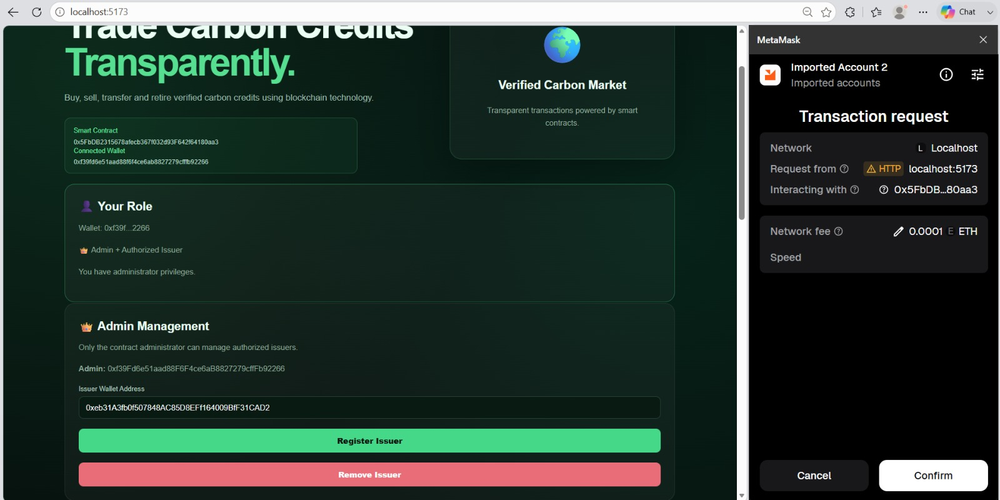 localhost:5173
Chat
Trade Carbon Credits
Transparently.
Buy, sell, transfer and retire verified carbon credits using blockchain technology.
Smart Contract
0x5FbDB2315678afecb367f032d93F642f64180aa3
Connected Wallet
0xf39fd6e51aad88f6f4ce6ab8827279cfffb92266
Verified Carbon Market
Transparent transactions powered by smart
contracts.
Your Role
Wallet: 0xf39f...2266
Admin + Authorized Issuer
You have administrator privileges.
Admin Management
Only the contract administrator can manage authorized issuers.
Admin: 0xf39Fd6e51aad88F6F4ce6aB8827279cffFb92266
Issuer Wallet Address
0xeb31A3fb0f507848AC85D8EFf164009BfF31CAD2
Register Issuer
Remove Issuer
MetaMask
Imported Account 2
Imported accounts
Transaction request
Network L Localhost
Request from HTTP localhost:5173
Interacting with 0x5FbDB...80aa3
Network fee 0.0001 E ETH
Speed
Cancel Confirm